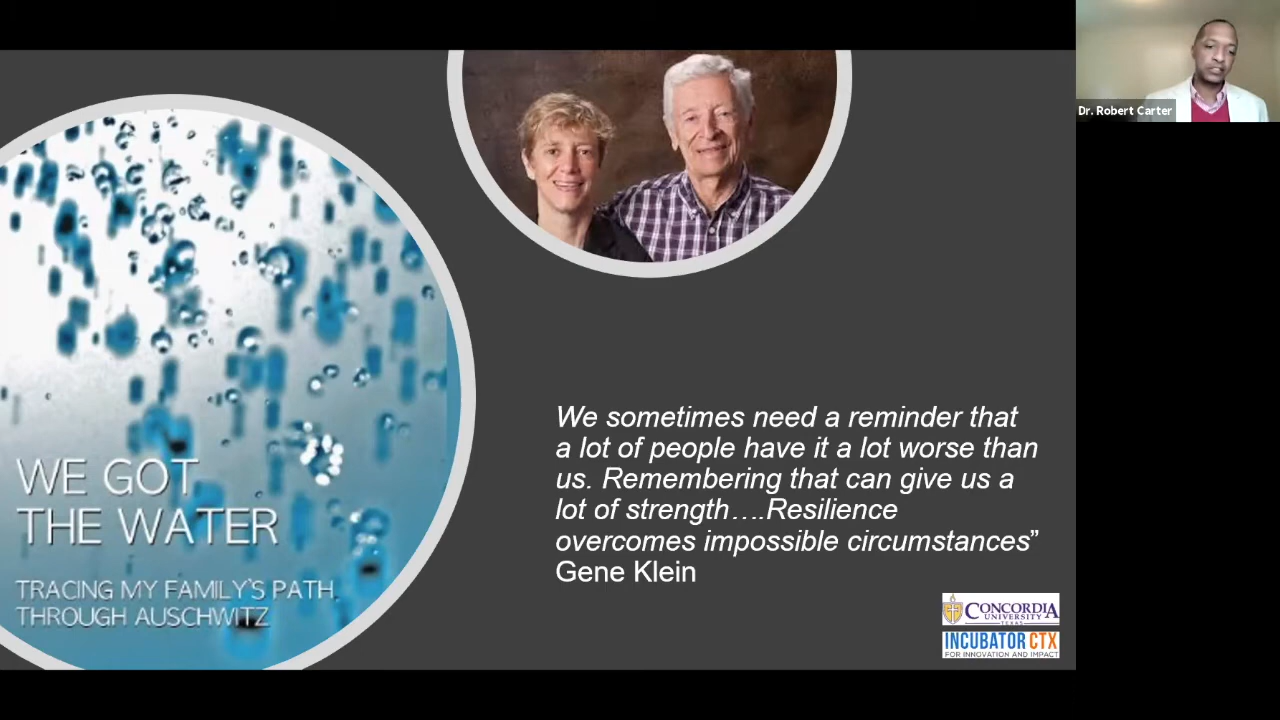 Dr. Robert Carter
WE GOT
THE WATER
TRACING MY FAMILY'S PATH
THROUGH AUSCHWITZ
We sometimes need a reminder that
a lot of people have it a lot worse than
us. Remembering that can give us a
lot of strength….Resilience
overcomes impossible circumstances”
Gene Klein
CONCORDIA
UNIVERSITY
TEXAS
INCUBATOR CTX
FOR INNOVATION AND IMPACT